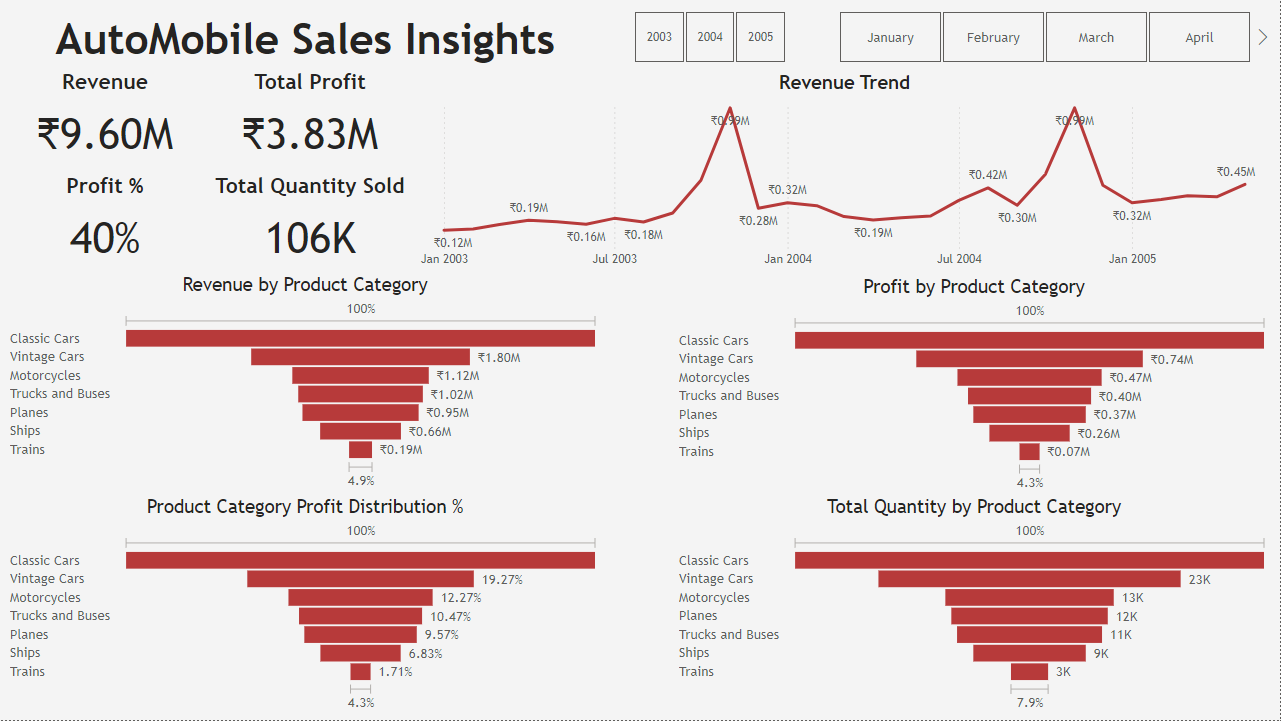 AutoMobile Sales Insights
2003
2004
2005
January
February
March
April
Revenue
Total Profit
₹9.60M
₹3.83M
Profit %
Total Quantity Sold
40%
106K
Revenue Trend
₹0.12M
₹0.19M
₹0.16M
₹0.18M
₹0.99M
₹0.28M
₹0.32M
₹0.19M
₹0.42M
₹0.30M
₹0.99M
₹0.32M
₹0.45M
Jan 2003
Jul 2003
Jan 2004
Jul 2004
Jan 2005
Revenue by Product Category
100%
Classic Cars
Vintage Cars ₹1.80M
Motorcycles ₹1.12M
Trucks and Buses ₹1.02M
Planes ₹0.95M
Ships ₹0.66M
Trains ₹0.19M
4.9%
Profit by Product Category
100%
Classic Cars
Vintage Cars ₹0.74M
Motorcycles ₹0.47M
Trucks and Buses ₹0.40M
Planes ₹0.37M
Ships ₹0.26M
Trains ₹0.07M
4.3%
Product Category Profit Distribution %
100%
Classic Cars
Vintage Cars 19.27%
Motorcycles 12.27%
Trucks and Buses 10.47%
Planes 9.57%
Ships 6.83%
Trains 1.71%
4.3%
Total Quantity by Product Category
100%
Classic Cars
Vintage Cars 23K
Motorcycles 13K
Planes 12K
Trucks and Buses 11K
Ships 9K
Trains 3K
7.9%